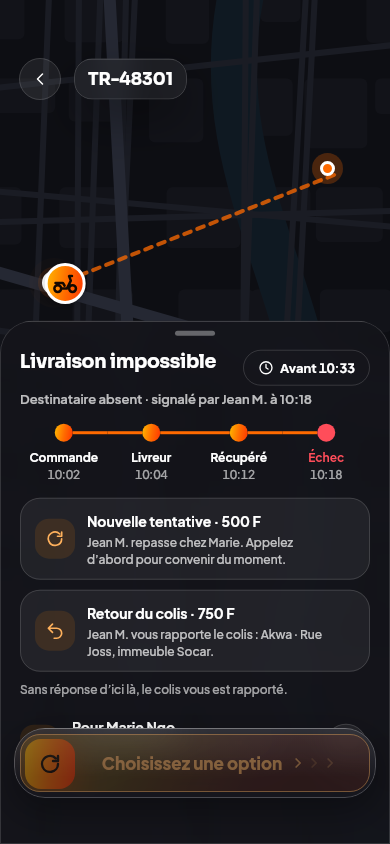 TR-48301
Livraison impossible
Avant 10:33
Destinataire absent · signalé par Jean M. à 10:18
Commande Livreur Récupéré Échec
10:02 10:04 10:12 10:18
Nouvelle tentative · 500 F
Jean M. repasse chez Marie. Appelez
d’abord pour convenir du moment.
Retour du colis · 750 F
Jean M. vous rapporte le colis : Akwa · Rue
Joss, immeuble Socar.
Sans réponse d’ici là, le colis vous est rapporté.
Pour Marie Ngo
Choisissez une option